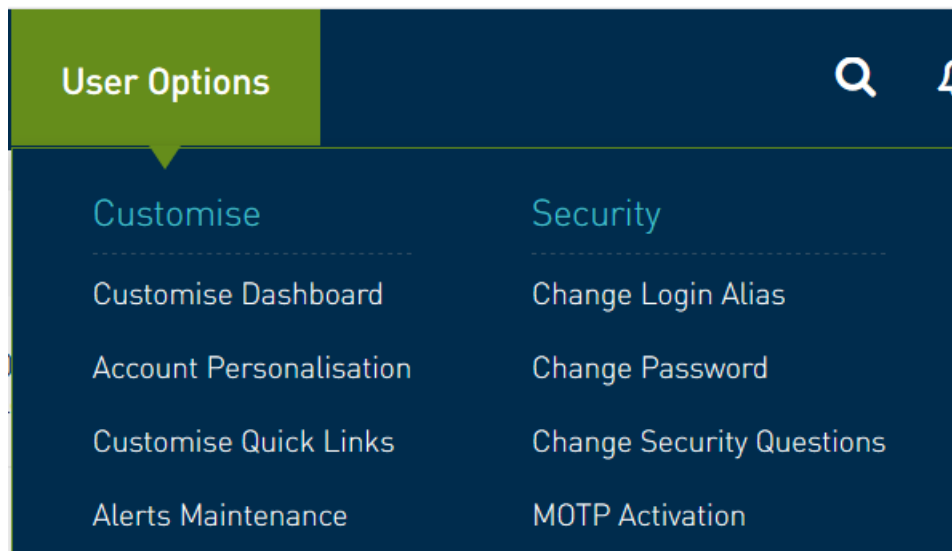 User Options
Customise
Customise Dashboard
Account Personalisation
Customise Quick Links
Alerts Maintenance
Security
Change Login Alias
Change Password
Change Security Questions
MOTP Activation